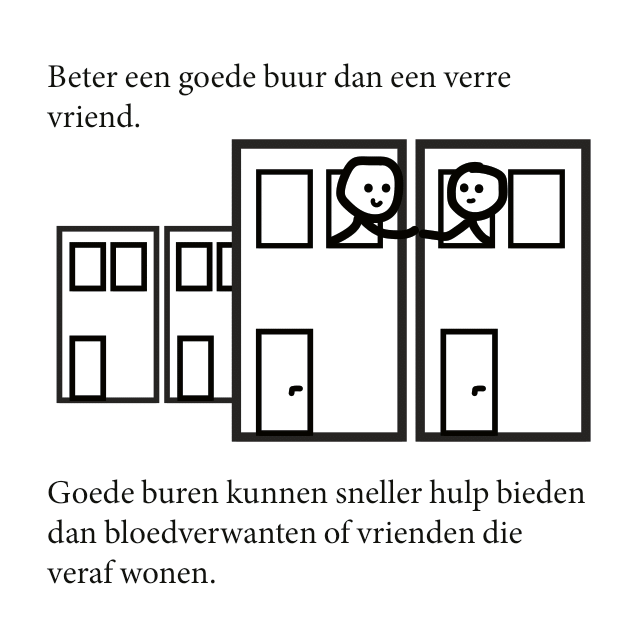 Beter een goede buur dan een verre
vriend.
Goede buren kunnen sneller hulp bieden
dan bloedverwanten of vrienden die
veraf wonen.